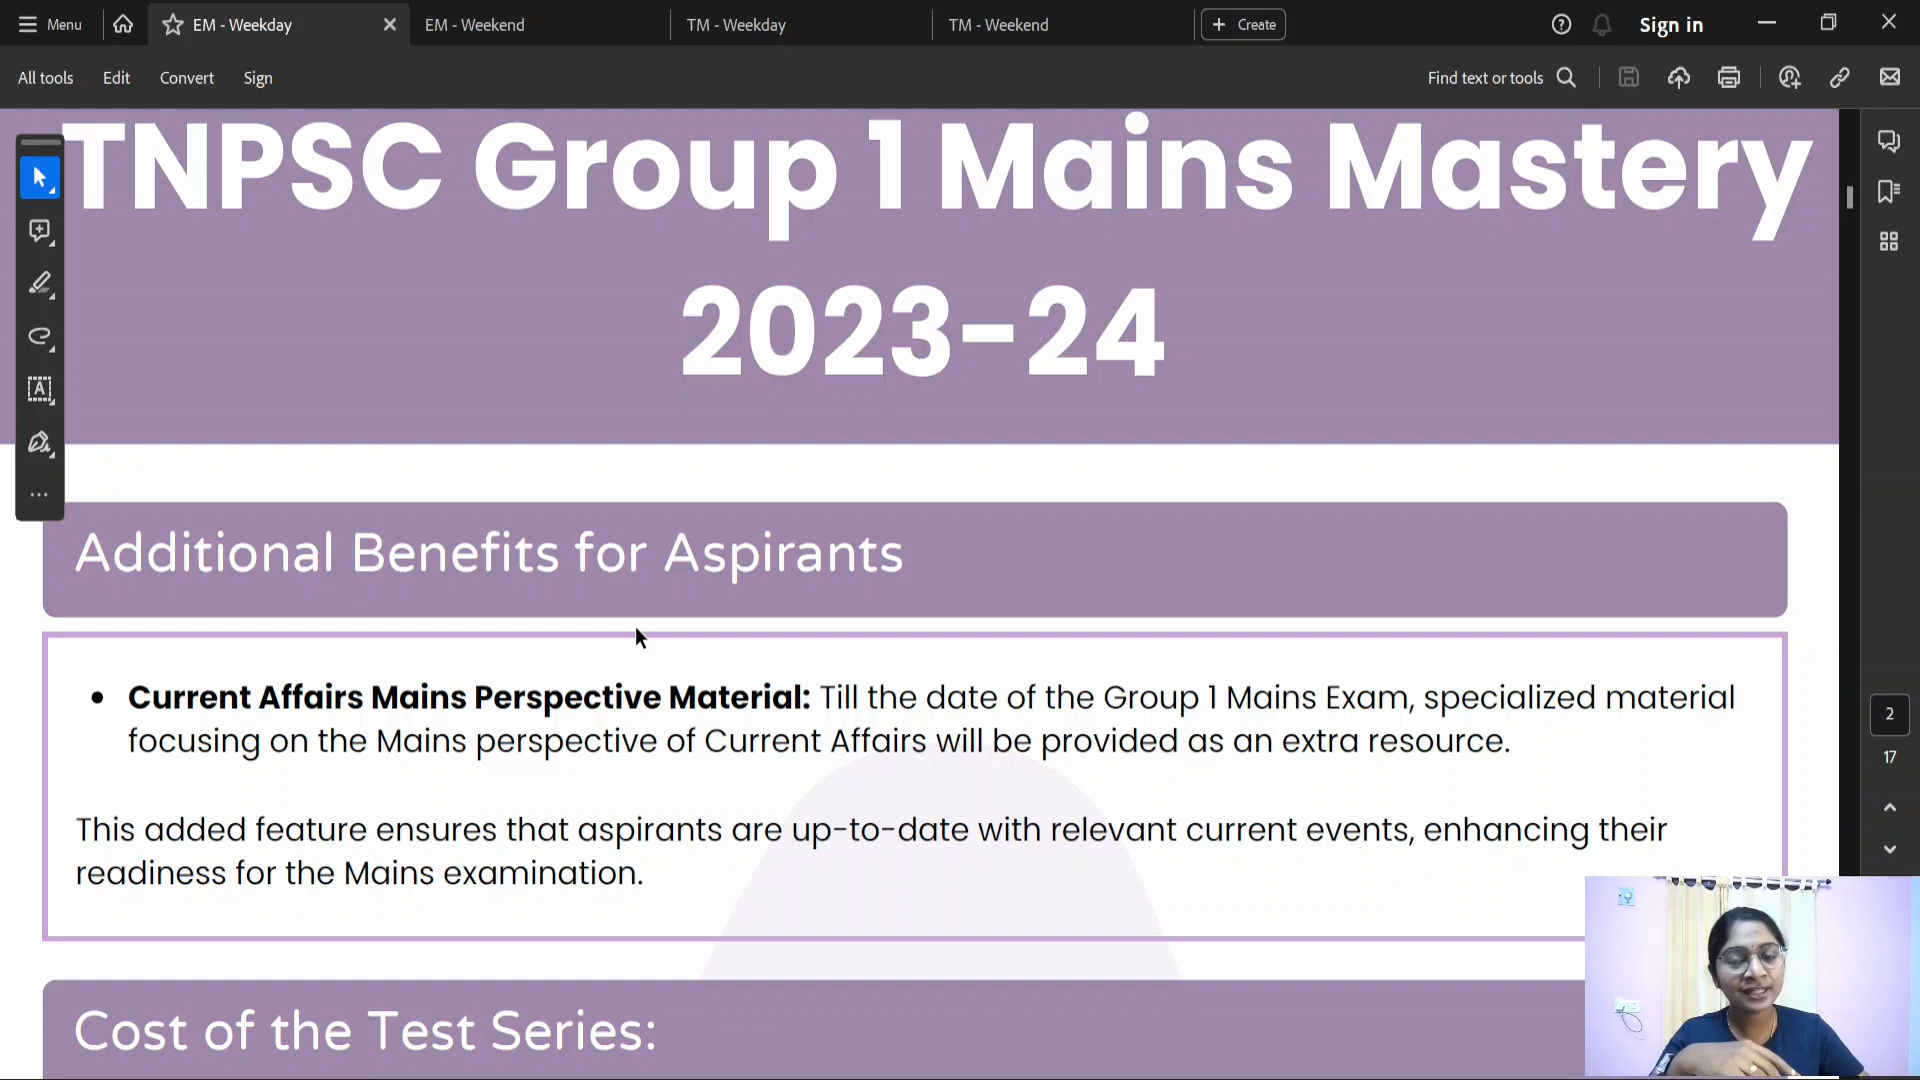 Menu
EM - Weekday
EM - Weekend
TM - Weekday
TM - Weekend
Create
Sign in
All tools
Edit
Convert
Sign
Find text or tools
TNPSC Group 1 Mains Mastery
2023-24
Additional Benefits for Aspirants
• Current Affairs Mains Perspective Material: Till the date of the Group 1 Mains Exam, specialized material
focusing on the Mains perspective of Current Affairs will be provided as an extra resource.
This added feature ensures that aspirants are up-to-date with relevant current events, enhancing their
readiness for the Mains examination.
2
17
Cost of the Test Series: